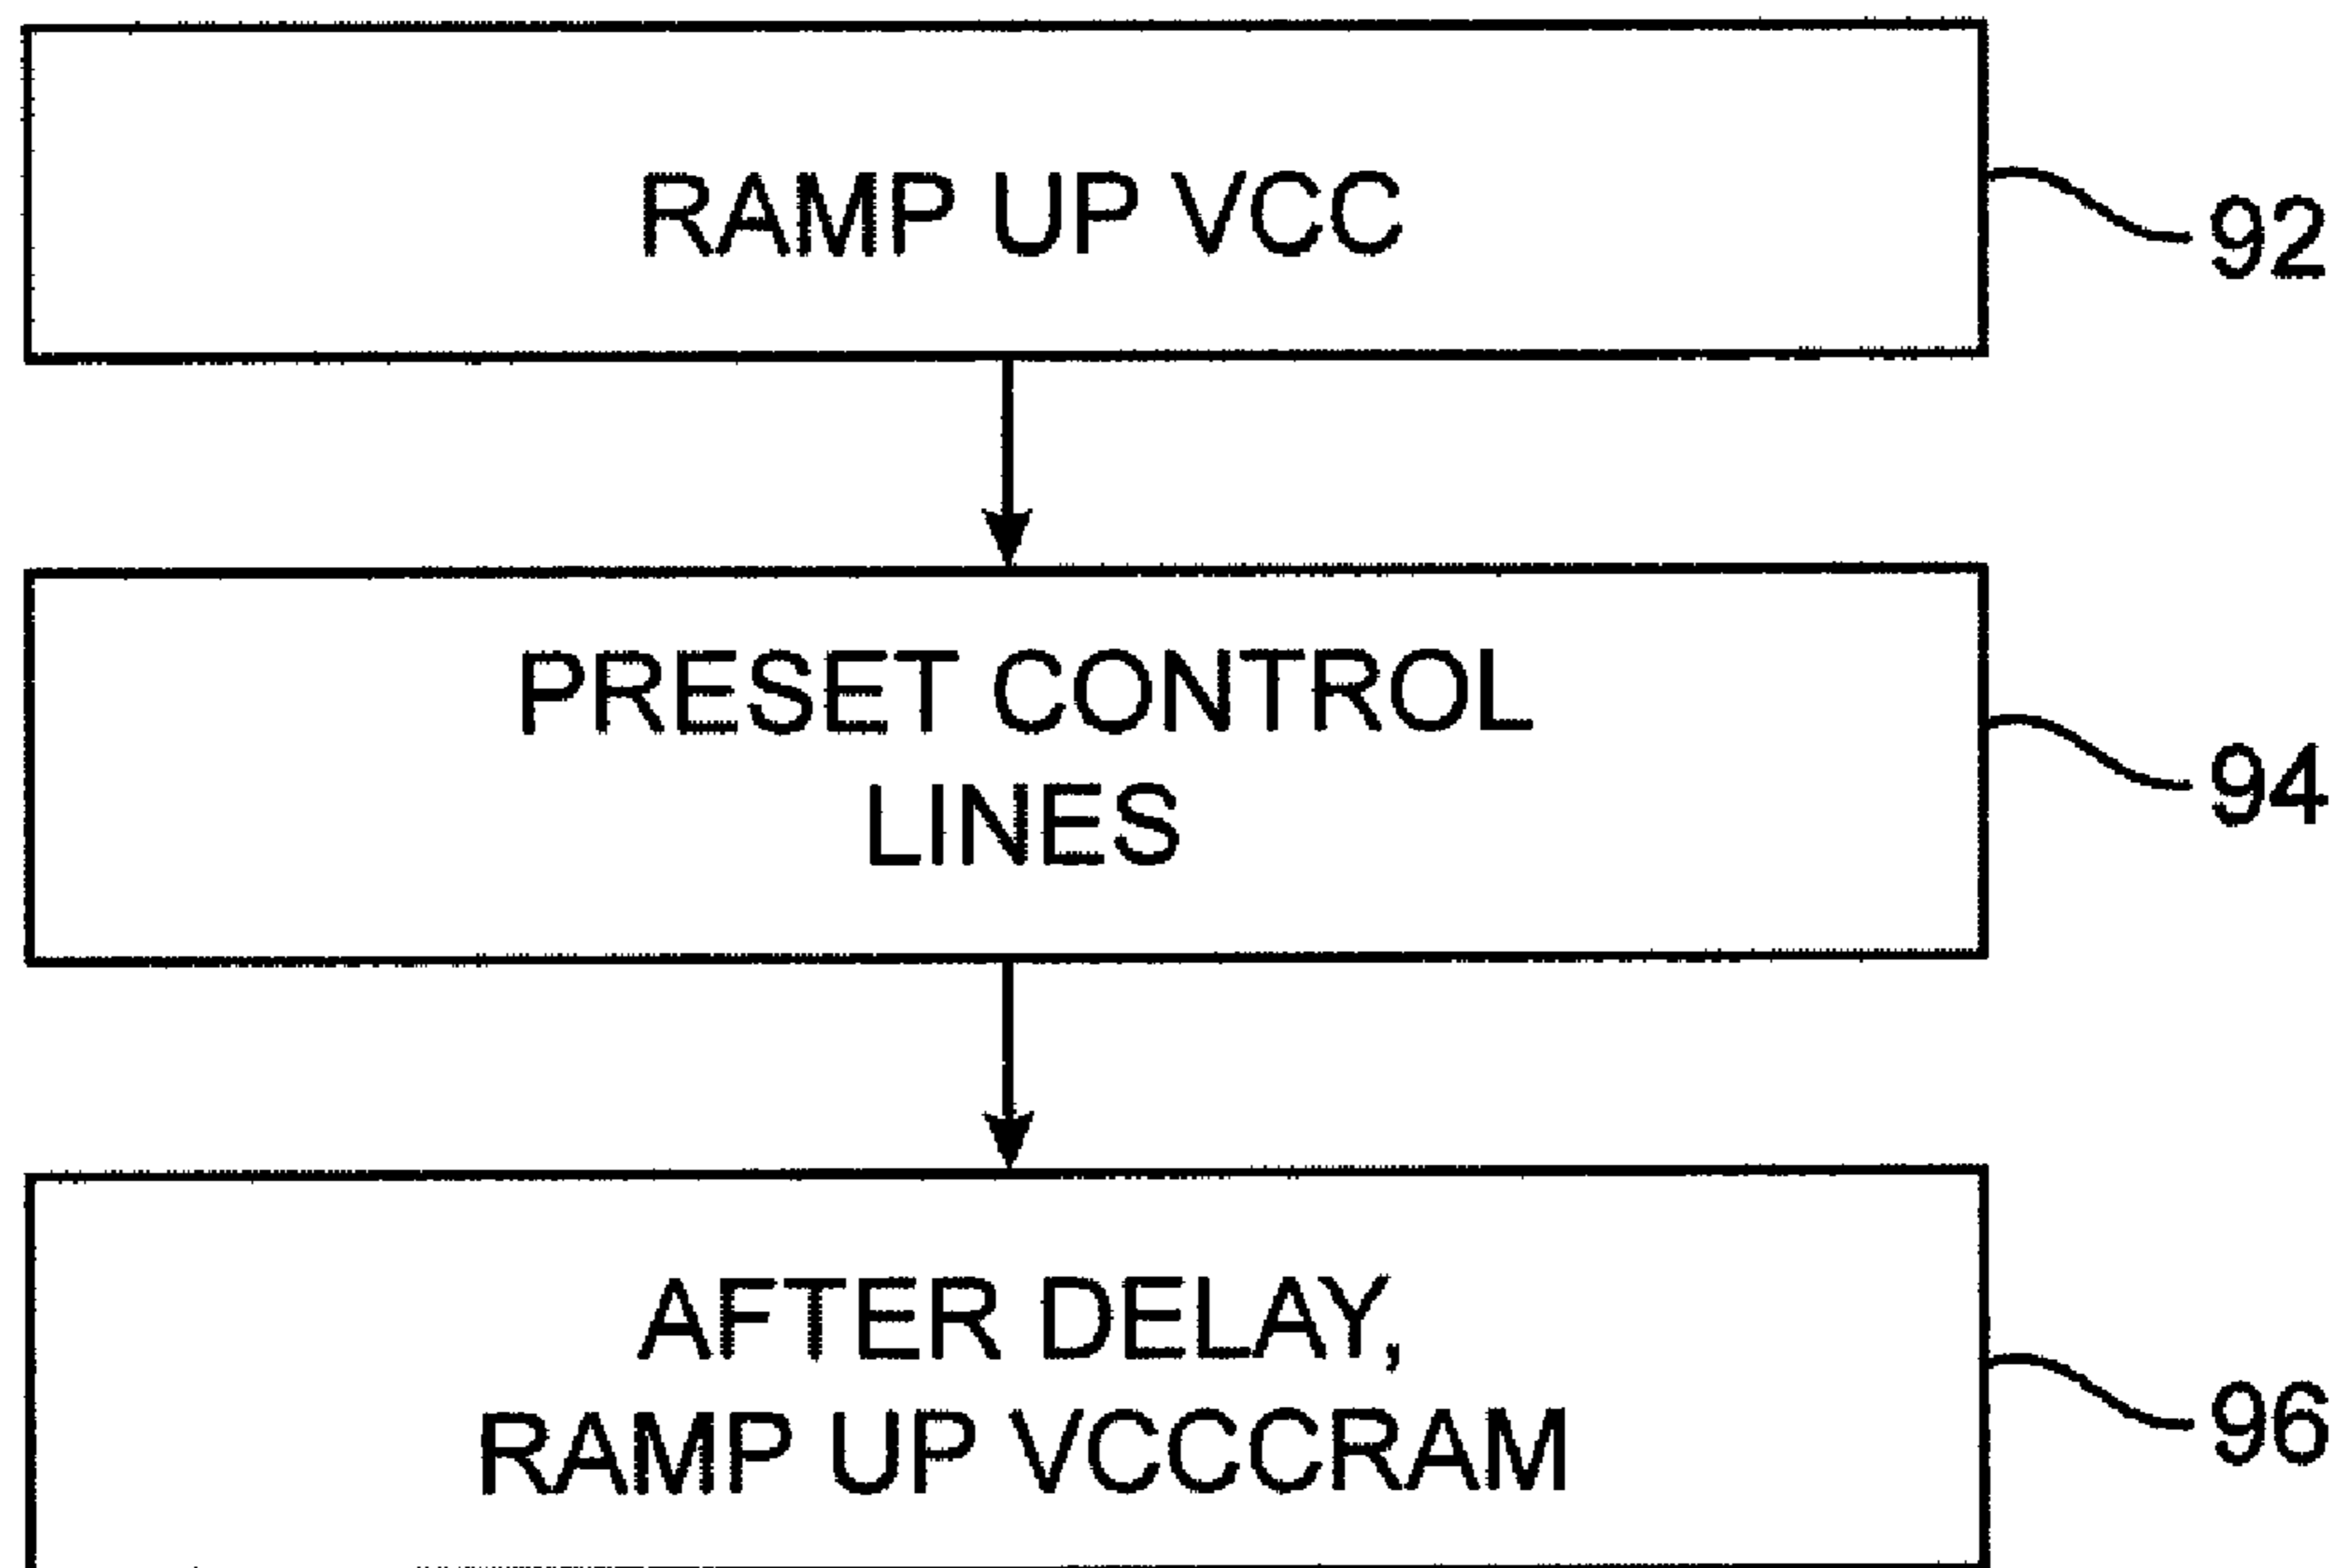 RAMP UP VCC
92
PRESET CONTROL
LINES
94
AFTER DELAY,
RAMP UP VCCCRAM
96